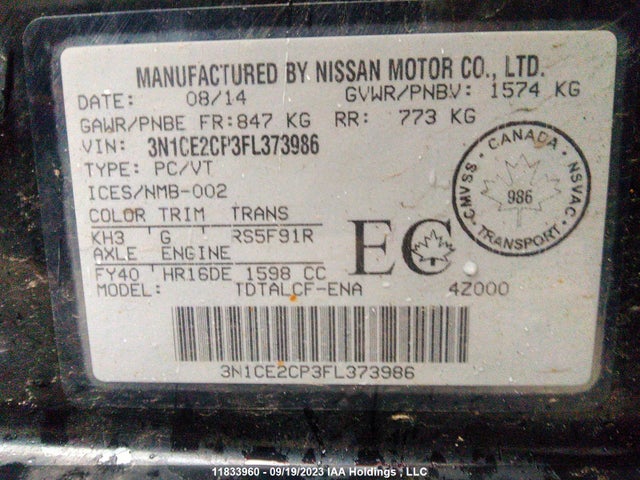 MANUFACTURED BY NISSAN MOTOR CO., LTD.
DATE: 08/14 GVWR/PNBV: 1574 KG
GAWR/PNBE FR: 847 KG RR: 773 KG
VIN: 3N1CE2CP3FL373986
TYPE: PC/VT
ICES/NMB-002
COLOR TRIM TRANS
KH3 G RS5F91R
AXLE ENGINE
FY40 HR16DE 1598 CC
MODEL: TDTALCF-ENA 4Z000
EC
CANADA
CMVSS 986 NSVAC
TRANSPORT
3N1CE2CP3FL373986
11833960 - 09/19/2023 IAA Holdings , LLC